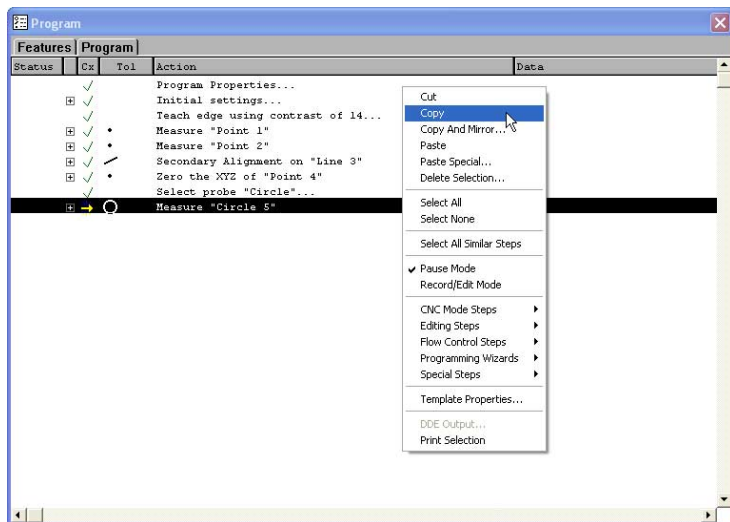 Program
Features Program
Status Cx Tol Action Data
Program Properties...
Initial settings...
Teach edge using contrast of 14...
Measure "Point 1"
Measure "Point 2"
Secondary Alignment on "Line 3"
Zero the XYZ of "Point 4"
Select probe "Circle"...
Measure "Circle 5"
Cut
Copy
Copy And Mirror...
Paste
Paste Special...
Delete Selection...
Select All
Select None
Select All Similar Steps
Pause Mode
Record/Edit Mode
CNC Mode Steps
Editing Steps
Flow Control Steps
Programming Wizards
Special Steps
Template Properties...
DDE Output...
Print Selection